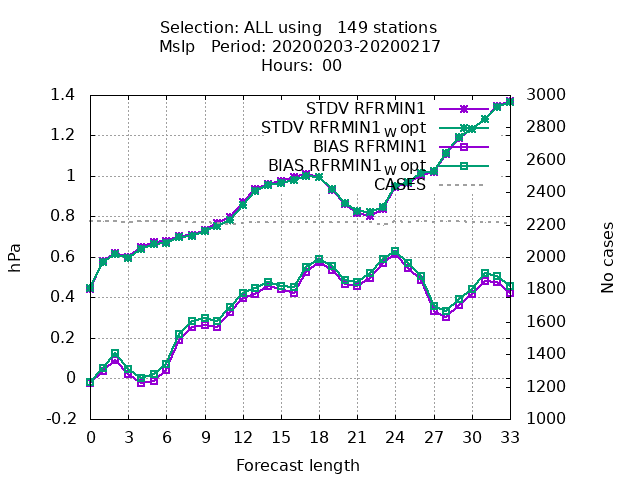 Selection: ALL using   149 stations
Mslp   Period: 20200203-20200217
Hours: 00
STDV RFRMIN1
STDV RFRMIN1_w opt
BIAS RFRMIN1
BIAS RFRMIN1_w opt
CASES
hPa
1.4
1.2
1
0.8
0.6
0.4
0.2
0
-0.2
3000
2800
2600
2400
2200
2000
1800
1600
1400
1200
1000
No cases
0 3 6 9 12 15 18 21 24 27 30 33
Forecast length